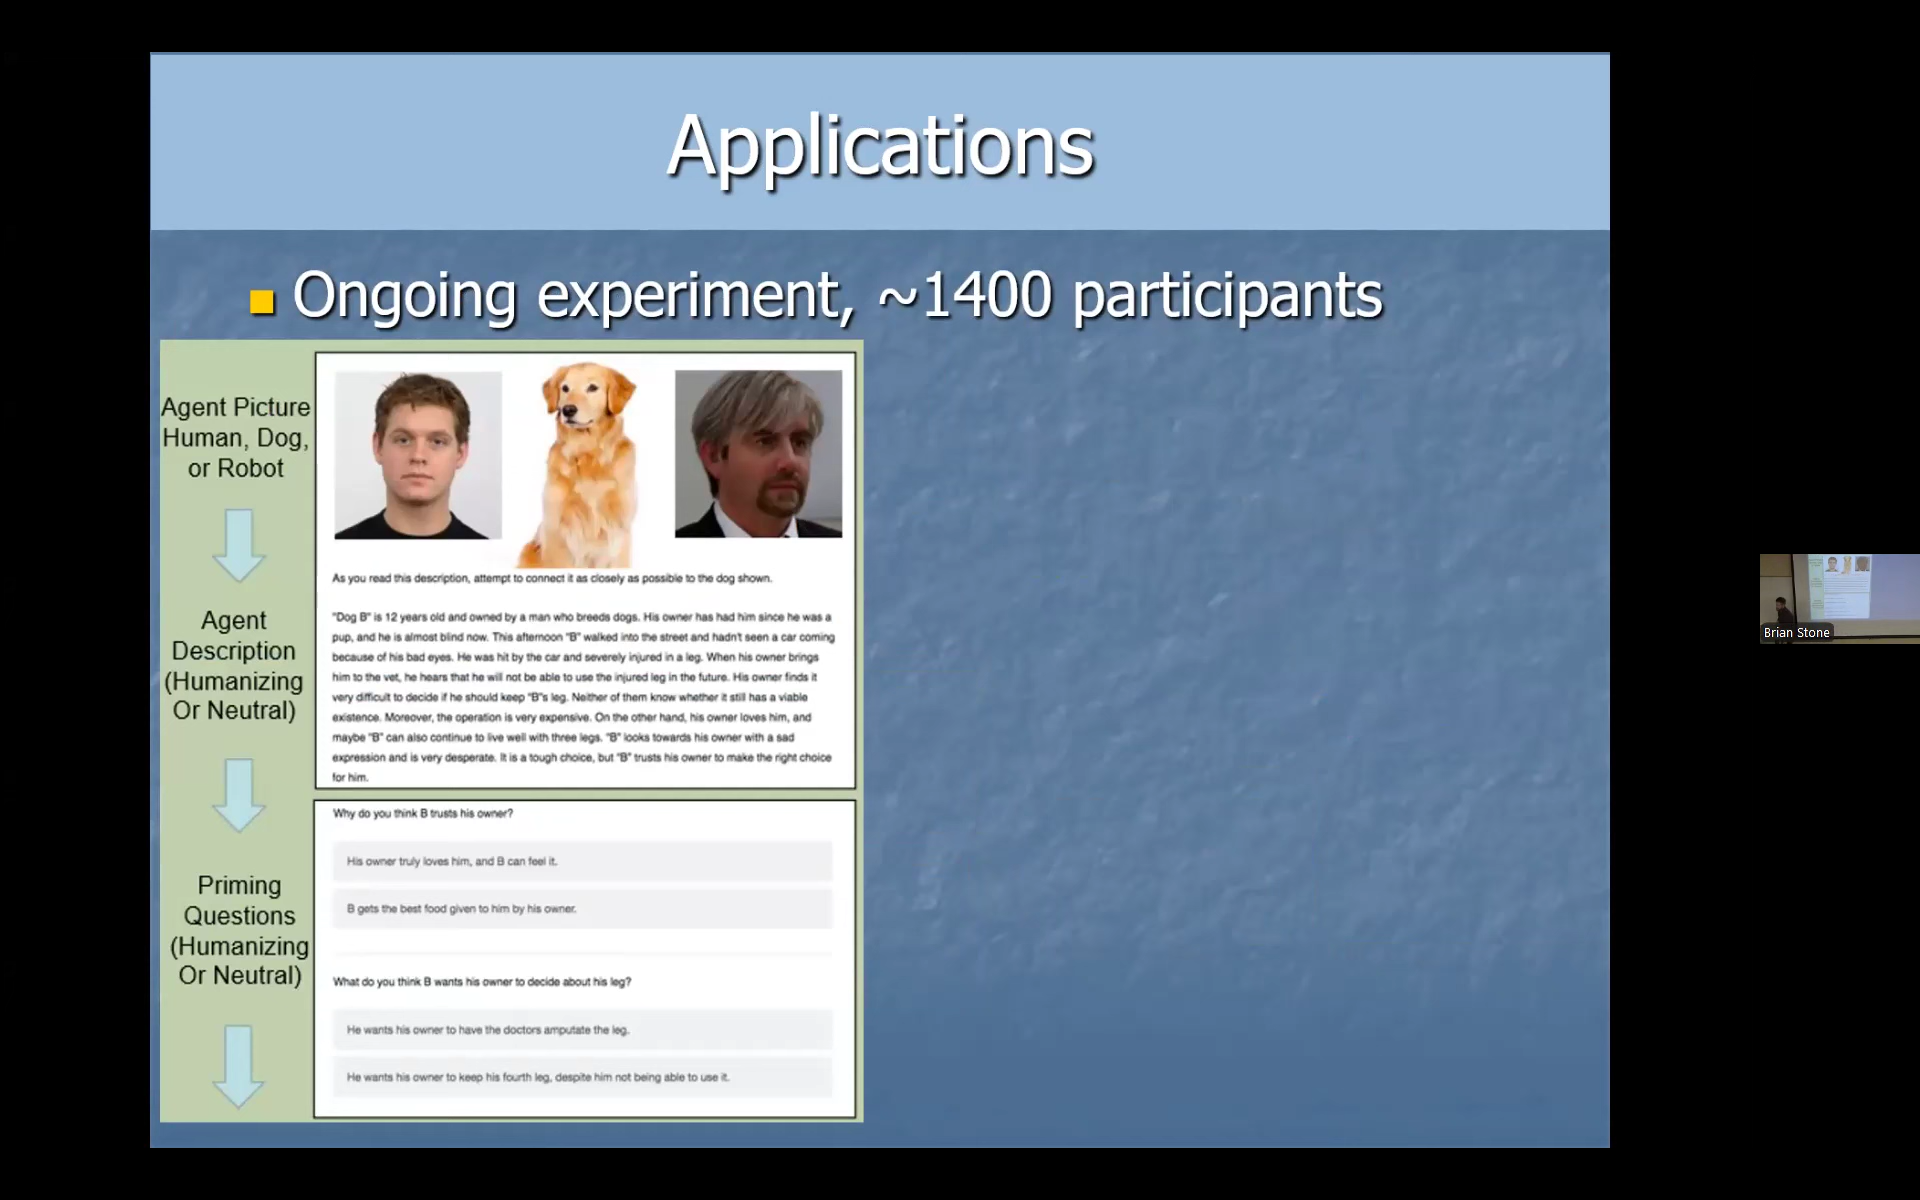 Applications
Ongoing experiment, ~1400 participants
Agent Picture
Human, Dog,
or Robot
As you read this description, attempt to connect it as closely as possible to the dog shown.
Agent
Description
(Humanizing
Or Neutral)
"Dog B" is 12 years old and owned by a man who breeds dogs. His owner has had him since he was a
pup, and he is almost blind now. This afternoon "B" walked into the street and hadn't seen a car coming
because of his bad eyes. He was hit by the car and severely injured in a leg. When his owner brings
him to the vet, he hears that he will not be able to use the injured leg in the future. His owner finds it
very difficult to decide if he should keep "B"s leg. Neither of them know whether it still has a viable
existence. Moreover, the operation is very expensive. On the other hand, his owner loves him, and
maybe "B" can also continue to live well with three legs. "B" looks towards his owner with a sad
expression and is very desperate. It is a tough choice, but "B" trusts his owner to make the right choice
for him.
Priming
Questions
(Humanizing
Or Neutral)
Why do you think B trusts his owner?
His owner truly loves him, and B can feel it.
B gets the best food given to him by his owner.
What do you think B wants his owner to decide about his leg?
He wants his owner to have the doctors amputate the leg.
He wants his owner to keep his fourth leg, despite him not being able to use it.
Brian Stone